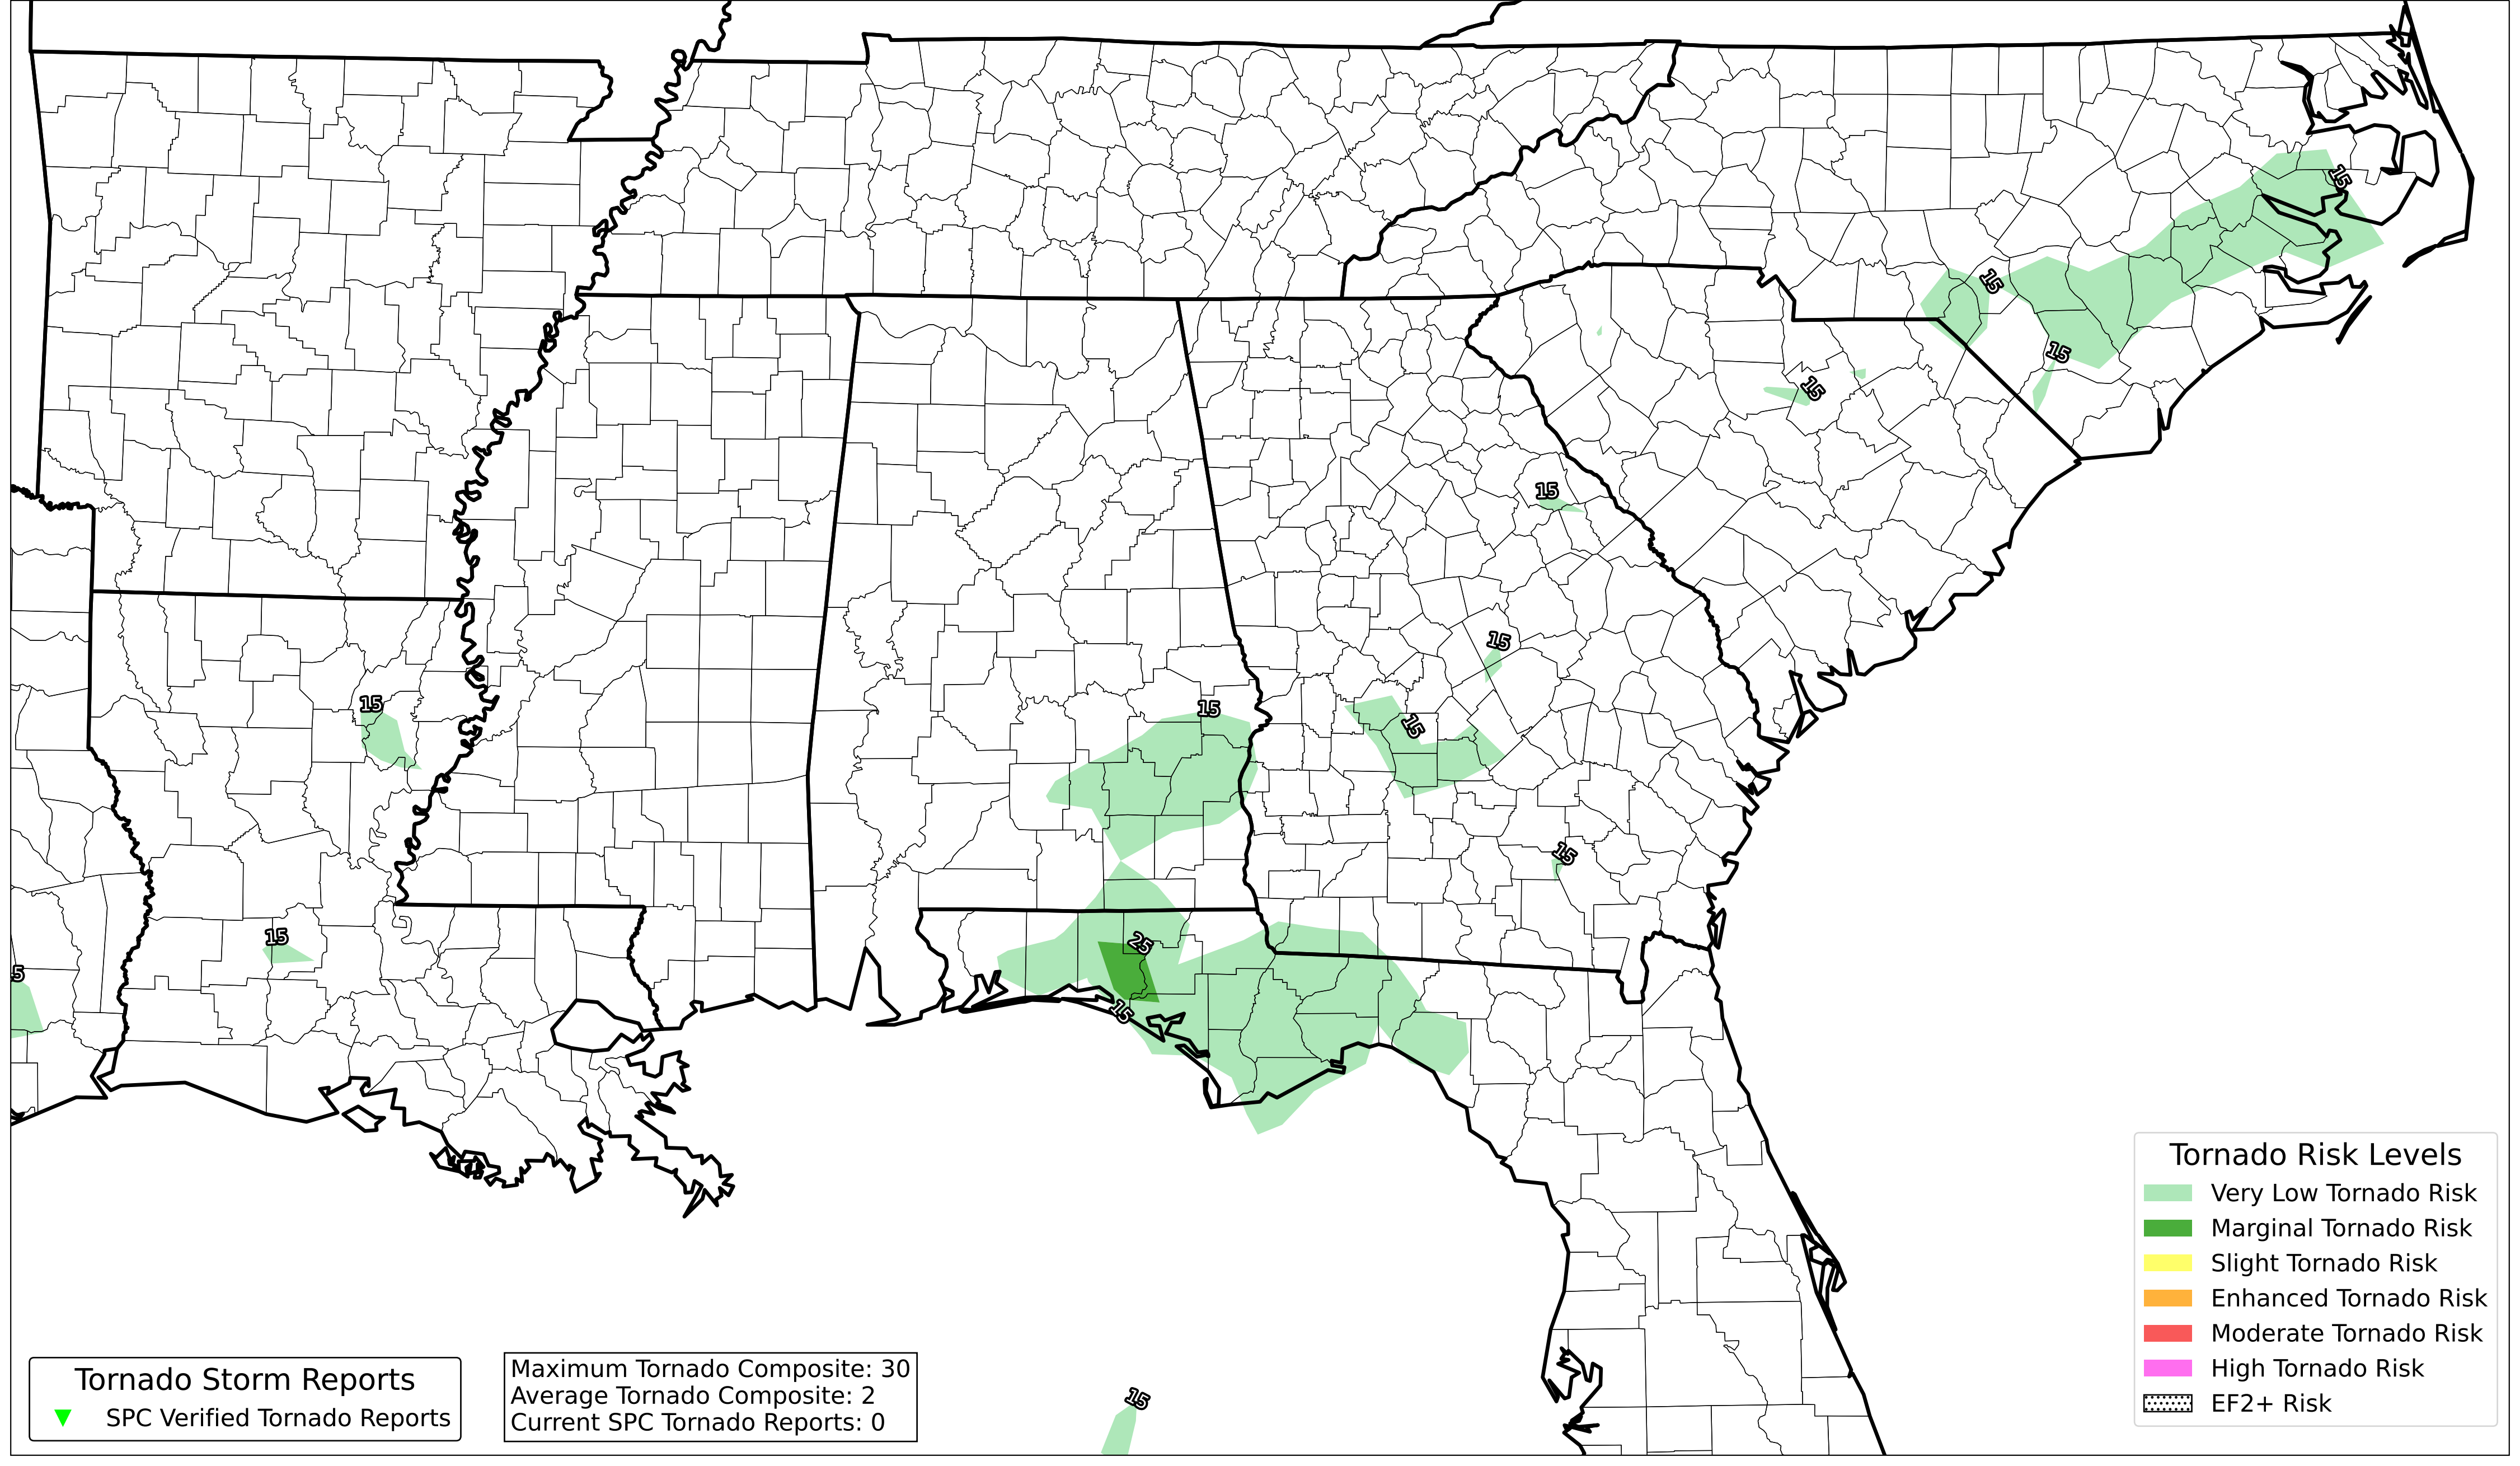 15
15
15
15
15
15
15
15
15
25
5
15
15
15
15
Tornado Risk Levels
Very Low Tornado Risk
Marginal Tornado Risk
Slight Tornado Risk
Enhanced Tornado Risk
Moderate Tornado Risk
High Tornado Risk
EF2+ Risk
Tornado Storm Reports
SPC Verified Tornado Reports
Maximum Tornado Composite: 30
Average Tornado Composite: 2
Current SPC Tornado Reports: 0